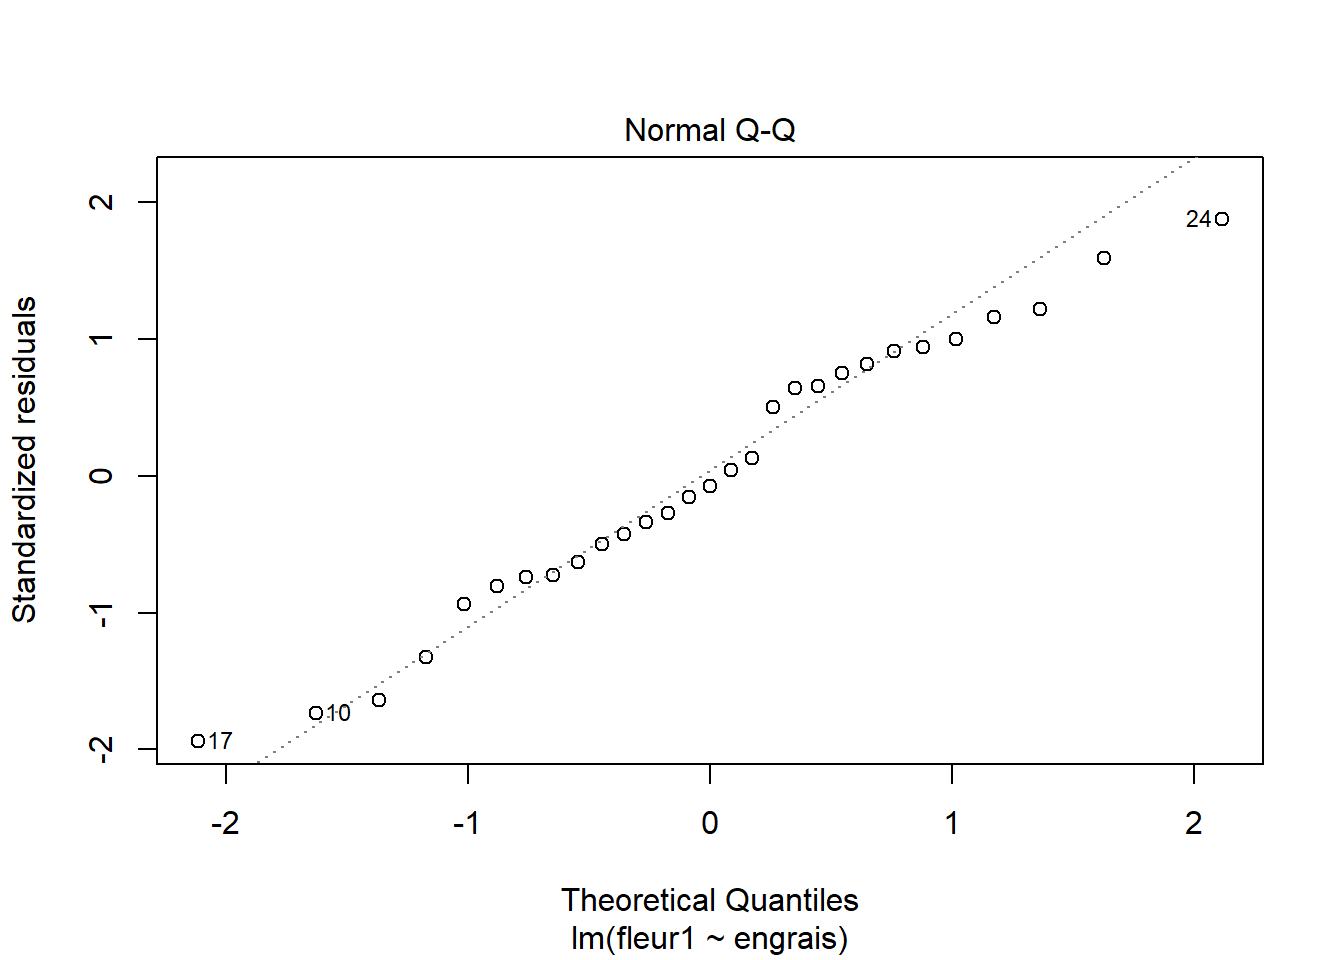 Normal Q-Q
Standardized residuals
2
1
0
-1
-2
24
10
17
-2 -1 0 1 2
Theoretical Quantiles
lm(fleur1 ~ engrais)